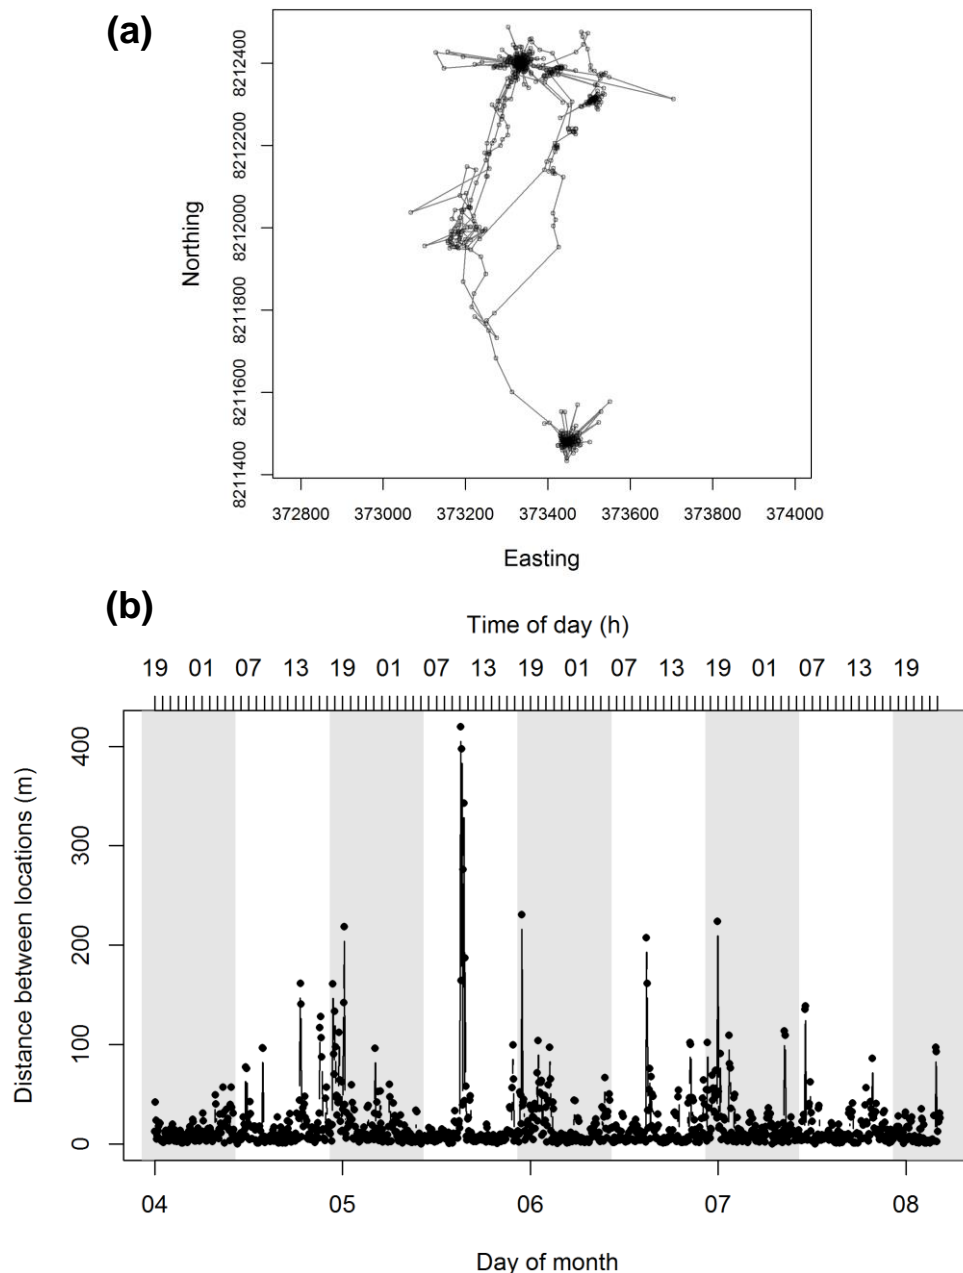 (a)
Northing
8211400 8211600 8211800 8212000 8212200 8212400
372800 373000 373200 373400 373600 373800 374000
Easting
(b)
Time of day (h)
19 01 07 13 19 01 07 13 19 01 07 13 19 01 07 13 19
Distance between locations (m)
0 100 200 300 400
04 05 06 07 08
Day of month